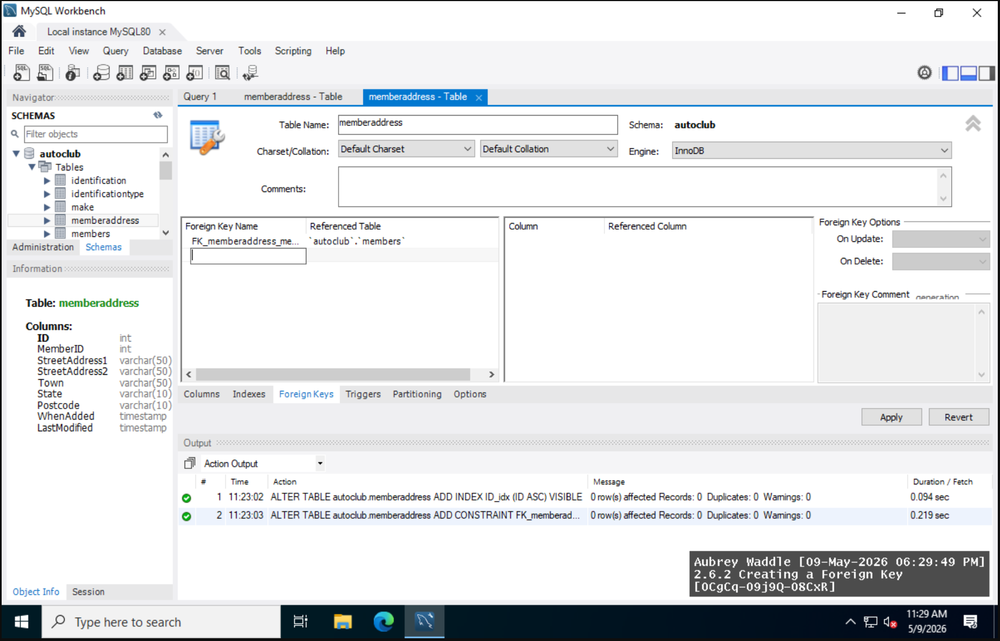 MySQL Workbench
Local instance MySQL80
File Edit View Query Database Server Tools Scripting Help
Navigator
SCHEMAS
Filter objects
autoclub
Tables
identification
identificationtype
make
memberaddress
members
Administration Schemas
Information
Table: memberaddress
Columns:
ID int
MemberID int
StreetAddress1 varchar(50)
StreetAddress2 varchar(50)
Town varchar(50)
State varchar(10)
Postcode varchar(10)
WhenAdded timestamp
LastModified timestamp
Object Info Session
Query 1 memberaddress - Table memberaddress - Table
Table Name: memberaddress Schema: autoclub
Charset/Collation: Default Charset Default Collation Engine: InnoDB
Comments:
Foreign Key Name Referenced Table
FK_memberaddress_me... `autoclub`.`members`
Column Referenced Column
Foreign Key Options
On Update:
On Delete:
Foreign Key Comment generation
Columns Indexes Foreign Keys Triggers Partitioning Options
Apply Revert
Output
Action Output
# Time Action Message Duration / Fetch
1 11:23:02 ALTER TABLE autoclub.memberaddress ADD INDEX ID_idx (ID ASC) VISIBLE 0 row(s) affected Records: 0 Duplicates: 0 Warnings: 0 0.094 sec
2 11:23:03 ALTER TABLE autoclub.memberaddress ADD CONSTRAINT FK_memberad... 0 row(s) affected Records: 0 Duplicates: 0 Warnings: 0 0.219 sec
Aubrey Waddle [09-May-2026 06:29:49 PM]
2.6.2 Creating a Foreign Key
[0CgCq-O9j9Q-O8CxR]
Type here to search
11:29 AM
5/9/2026